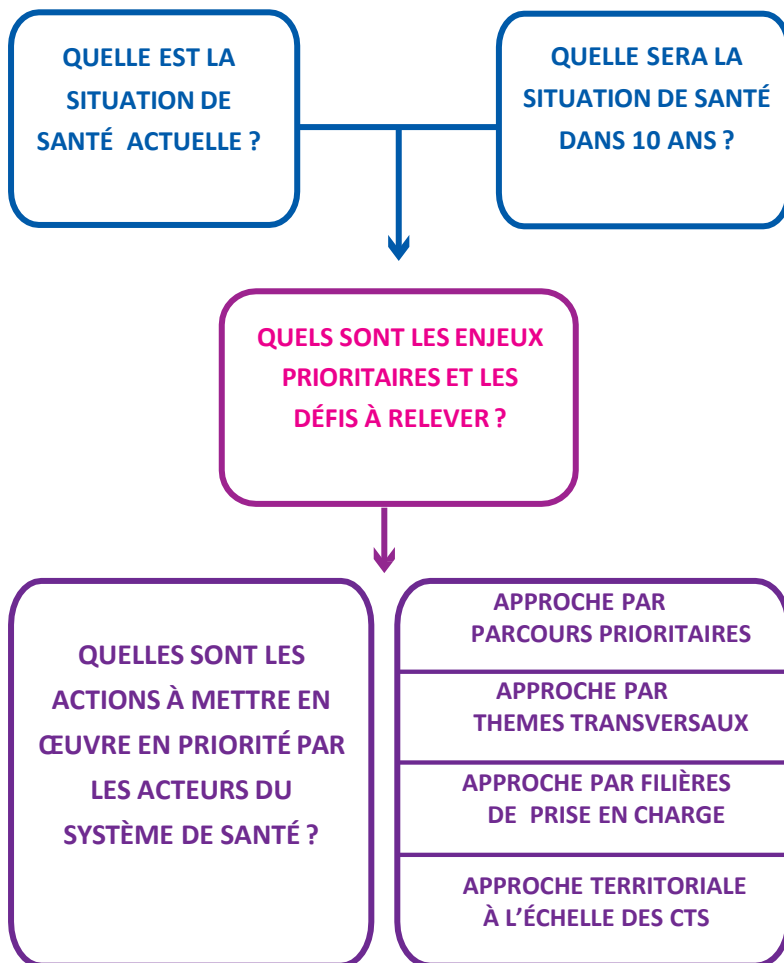 QUELLE EST LA
SITUATION DE
SANTÉ ACTUELLE ?
QUELLE SERA LA
SITUATION DE SANTÉ
DANS 10 ANS ?
QUELS SONT LES ENJEUX
PRIORITAIRES ET LES
DÉFIS À RELEVER ?
QUELLES SONT LES
ACTIONS À METTRE EN
ŒUVRE EN PRIORITÉ PAR
LES ACTEURS DU
SYSTÈME DE SANTÉ ?
APPROCHE PAR
PARCOURS PRIORITAIRES
APPROCHE PAR
THEMES TRANSVERSAUX
APPROCHE PAR FILIÈRES
DE PRISE EN CHARGE
APPROCHE TERRITORIALE
À L’ÉCHELLE DES CTS